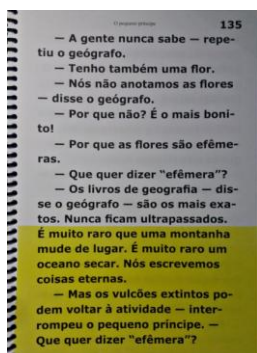 O pequeno príncipe
135
— A gente nunca sabe — repe-
tiu o geógrafo.
— Tenho também uma flor.
— Nós não anotamos as flores
— disse o geógrafo.
— Por que não? É o mais boni-
to!
— Por que as flores são efême-
ras.
— Que quer dizer “efêmera”?
— Os livros de geografia — dis-
se o geógrafo — são os mais exa-
tos. Nunca ficam ultrapassados.
É muito raro que uma montanha
mude de lugar. É muito raro um
oceano secar. Nós escrevemos
coisas eternas.
— Mas os vulcões extintos po-
dem voltar à atividade — inter-
rompeu o pequeno príncipe. —
Que quer dizer “efêmera”?